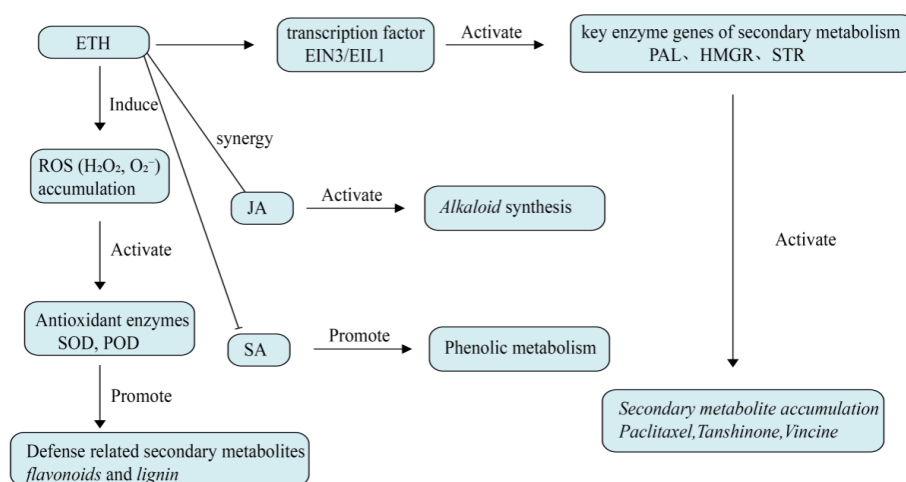 ETH
transcription factor
EIN3/EIL1
Activate
key enzyme genes of secondary metabolism
PAL、HMGR、STR
Induce
synergy
ROS (H₂O₂, O₂⁻)
accumulation
JA
Activate
Alkaloid synthesis
Activate
Activate
Antioxidant enzymes
SOD, POD
SA
Promote
Phenolic metabolism
Promote
Secondary metabolite accumulation
Paclitaxel,Tanshinone,Vincine
Defense related secondary metabolites
flavonoids and lignin